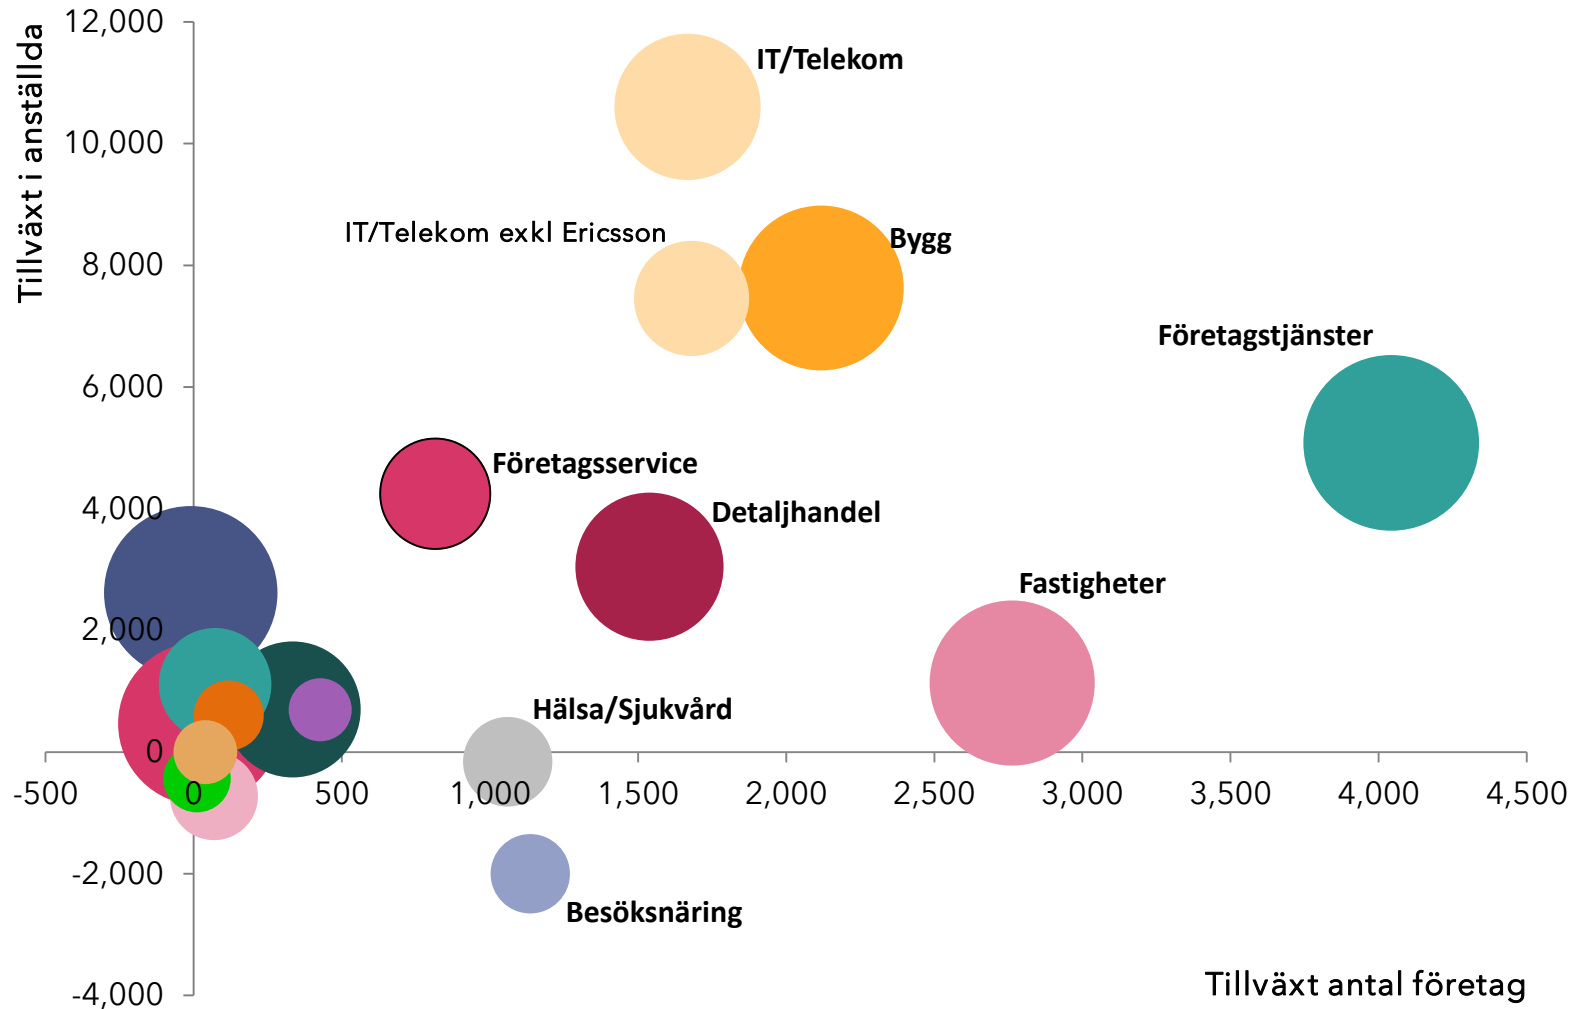 Tillväxt i anställda
12,000
10,000
8,000
6,000
4,000
2,000
0
-2,000
-4,000
IT/Telekom
IT/Telekom exkl Ericsson
Bygg
Företagstjänster
Företagsservice
Detaljhandel
Fastigheter
Hälsa/Sjukvård
Besöksnäring
-500 0 500 1,000 1,500 2,000 2,500 3,000 3,500 4,000 4,500
Tillväxt antal företag